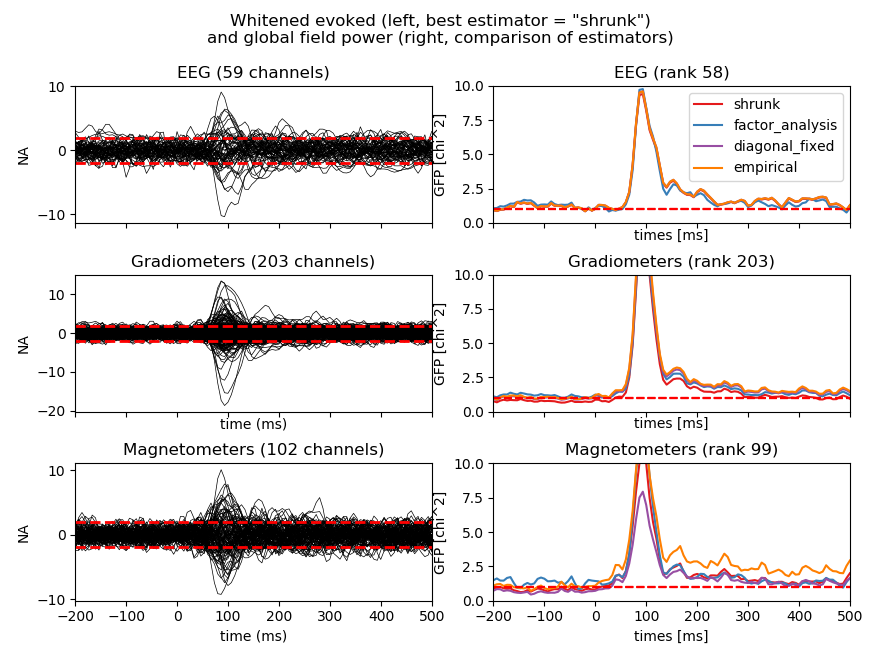 Whitened evoked (left, best estimator = "shrunk")
and global field power (right, comparison of estimators)
EEG (59 channels)
10
0
−10
NA
EEG (rank 58)
10.0
7.5
5.0
2.5
0.0
GFP [chi^2]
shrunk
factor_analysis
diagonal_fixed
empirical
times [ms]
Gradiometers (203 channels)
10
0
−10
−20
NA
time (ms)
Gradiometers (rank 203)
10.0
7.5
5.0
2.5
0.0
GFP [chi^2]
times [ms]
Magnetometers (102 channels)
10
0
−10
NA
−200 −100 0 100 200 300 400 500
time (ms)
Magnetometers (rank 99)
10.0
7.5
5.0
2.5
0.0
GFP [chi^2]
−200 −100 0 100 200 300 400 500
times [ms]